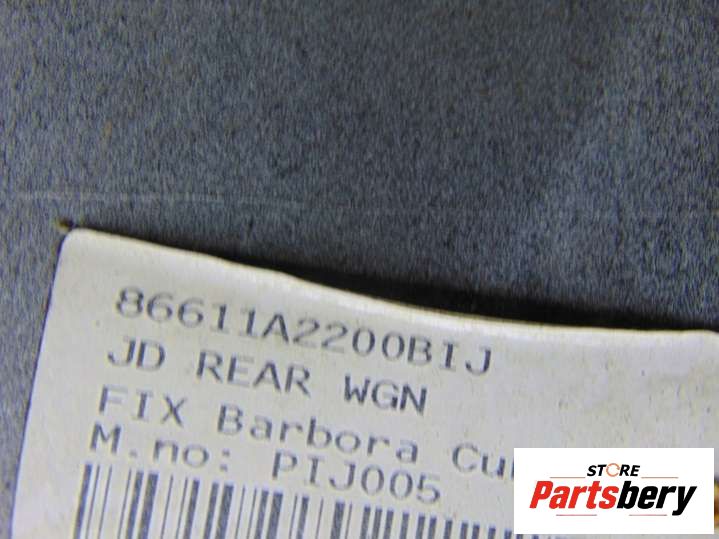 86611A2200BIJ
JD REAR WGN
FIX Barbora
M.no: PIJ005
STORE
Partsbery